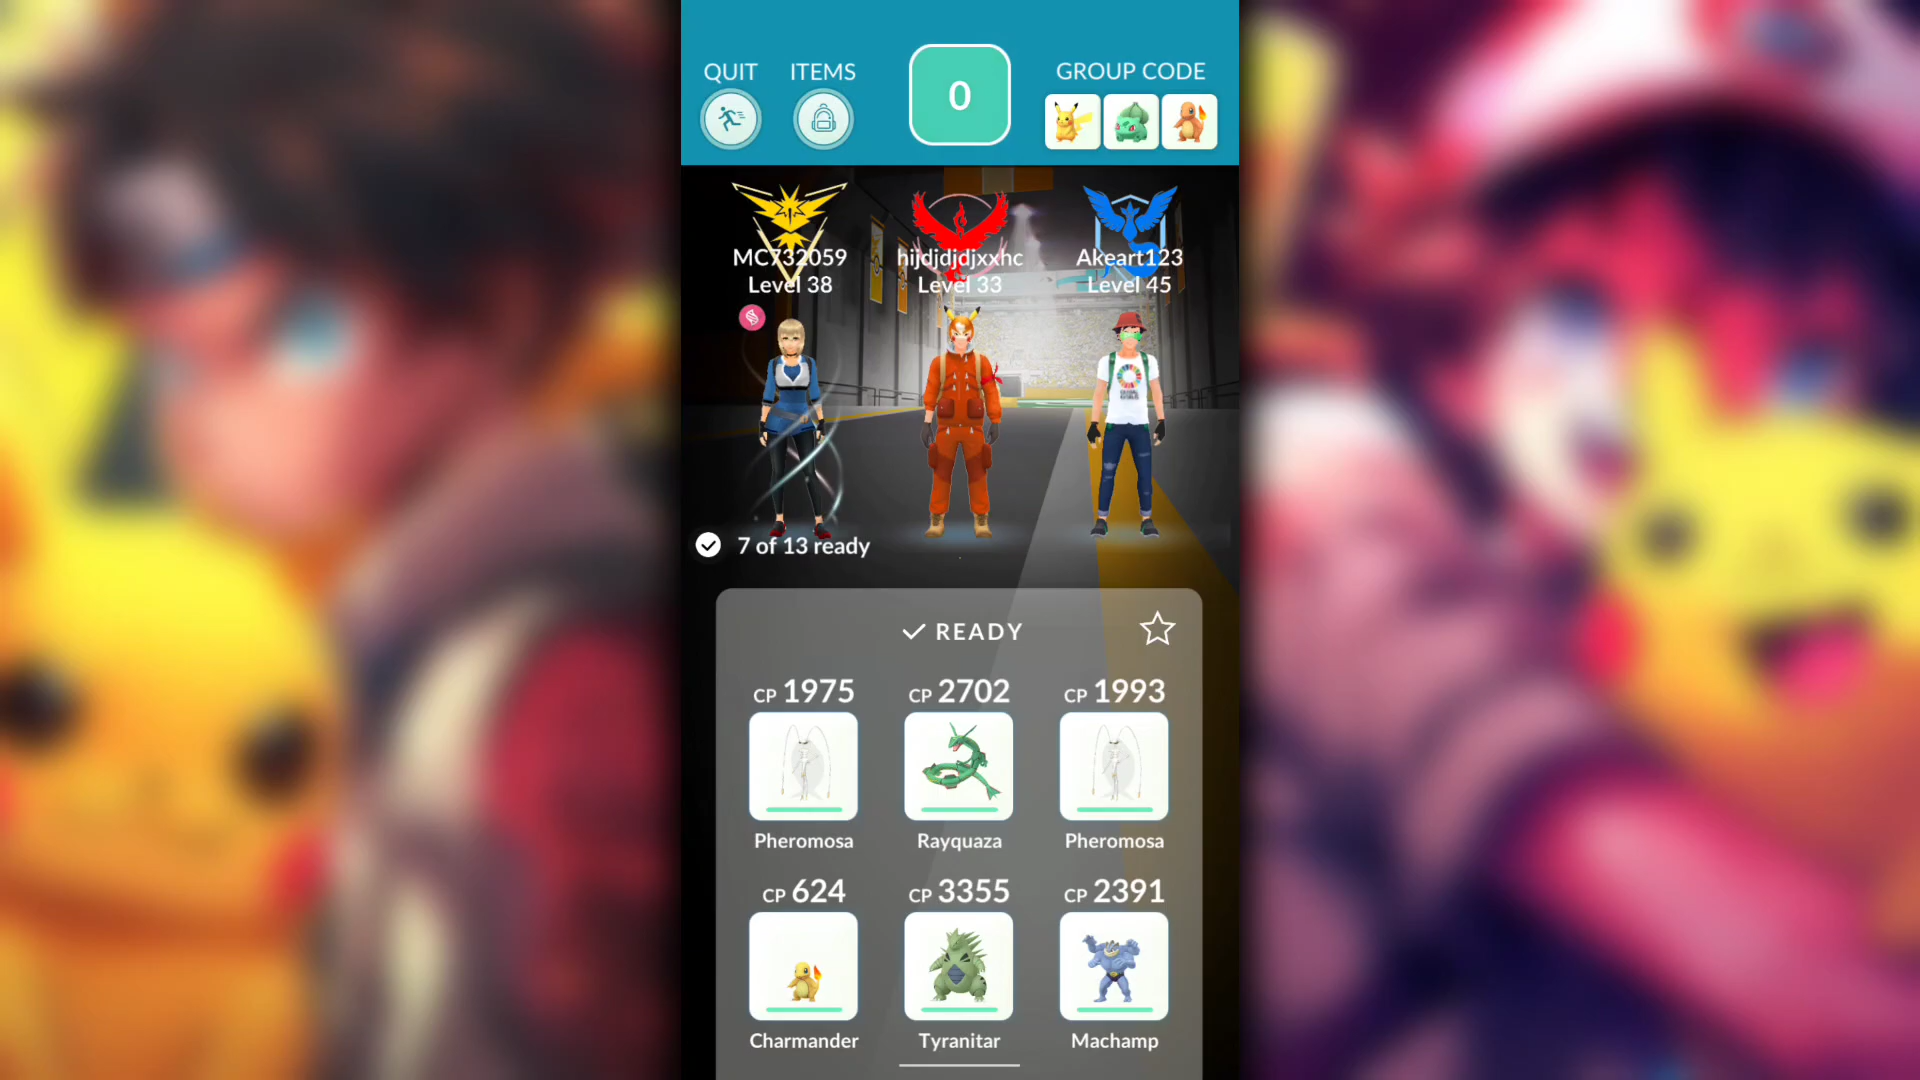 QUIT ITEMS 0 GROUP CODE
MC732059 hijdjdjdjxxhc Akeart123
Level 38 Level 33 Level 45
7 of 13 ready
READY
CP 1975 CP 2702 CP 1993
Pheromosa Rayquaza Pheromosa
CP 624 CP 3355 CP 2391
Charmander Tyranitar Machamp